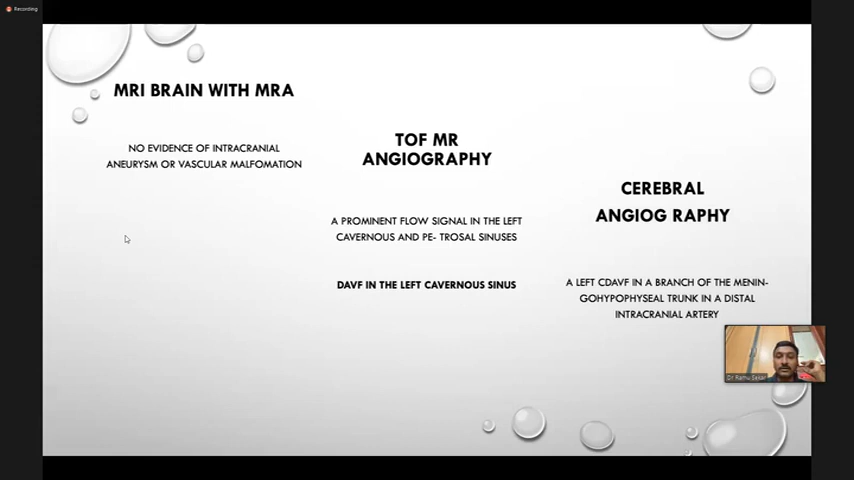 Recording
MRI BRAIN WITH MRA
NO EVIDENCE OF INTRACRANIAL
ANEURYSM OR VASCULAR MALFOMATION
TOF MR
ANGIOGRAPHY
A PROMINENT FLOW SIGNAL IN THE LEFT
CAVERNOUS AND PE- TROSAL SINUSES
DAVF IN THE LEFT CAVERNOUS SINUS
CEREBRAL
ANGIOG RAPHY
A LEFT CDAVF IN A BRANCH OF THE MENIN-
GOHYPOPHYSEAL TRUNK IN A DISTAL
INTRACRANIAL ARTERY
Dr Ramu